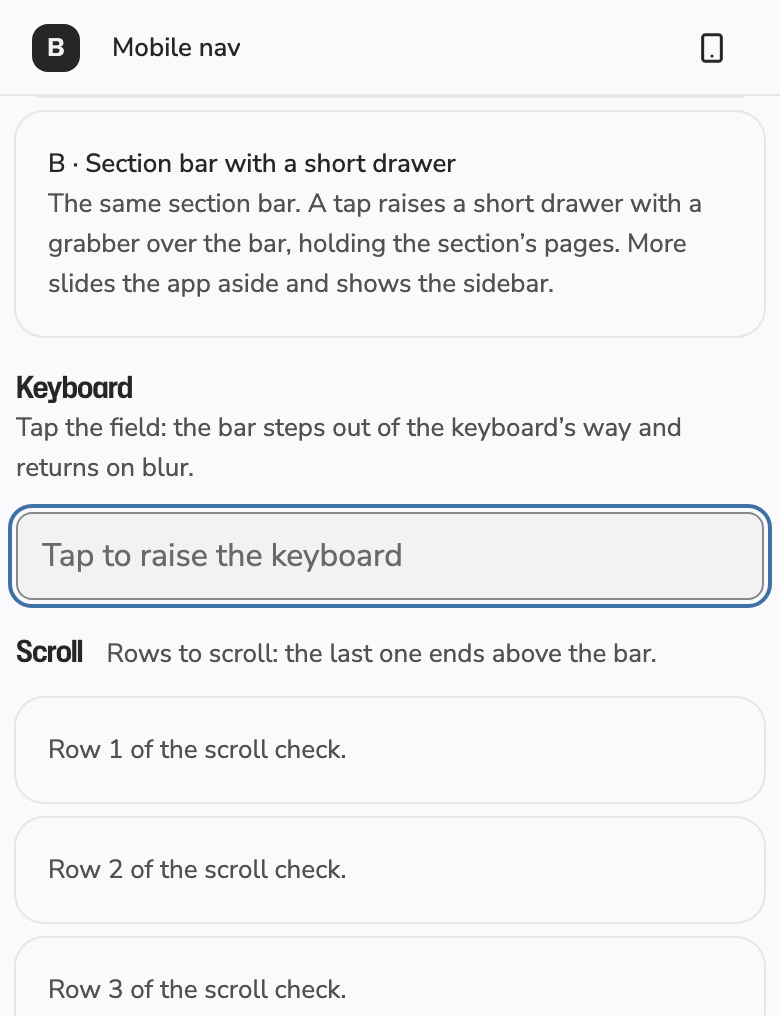 B Mobile nav
B · Section bar with a short drawer
The same section bar. A tap raises a short drawer with a
grabber over the bar, holding the section’s pages. More
slides the app aside and shows the sidebar.
Keyboard
Tap the field: the bar steps out of the keyboard’s way and
returns on blur.
Tap to raise the keyboard
Scroll Rows to scroll: the last one ends above the bar.
Row 1 of the scroll check.
Row 2 of the scroll check.
Row 3 of the scroll check.